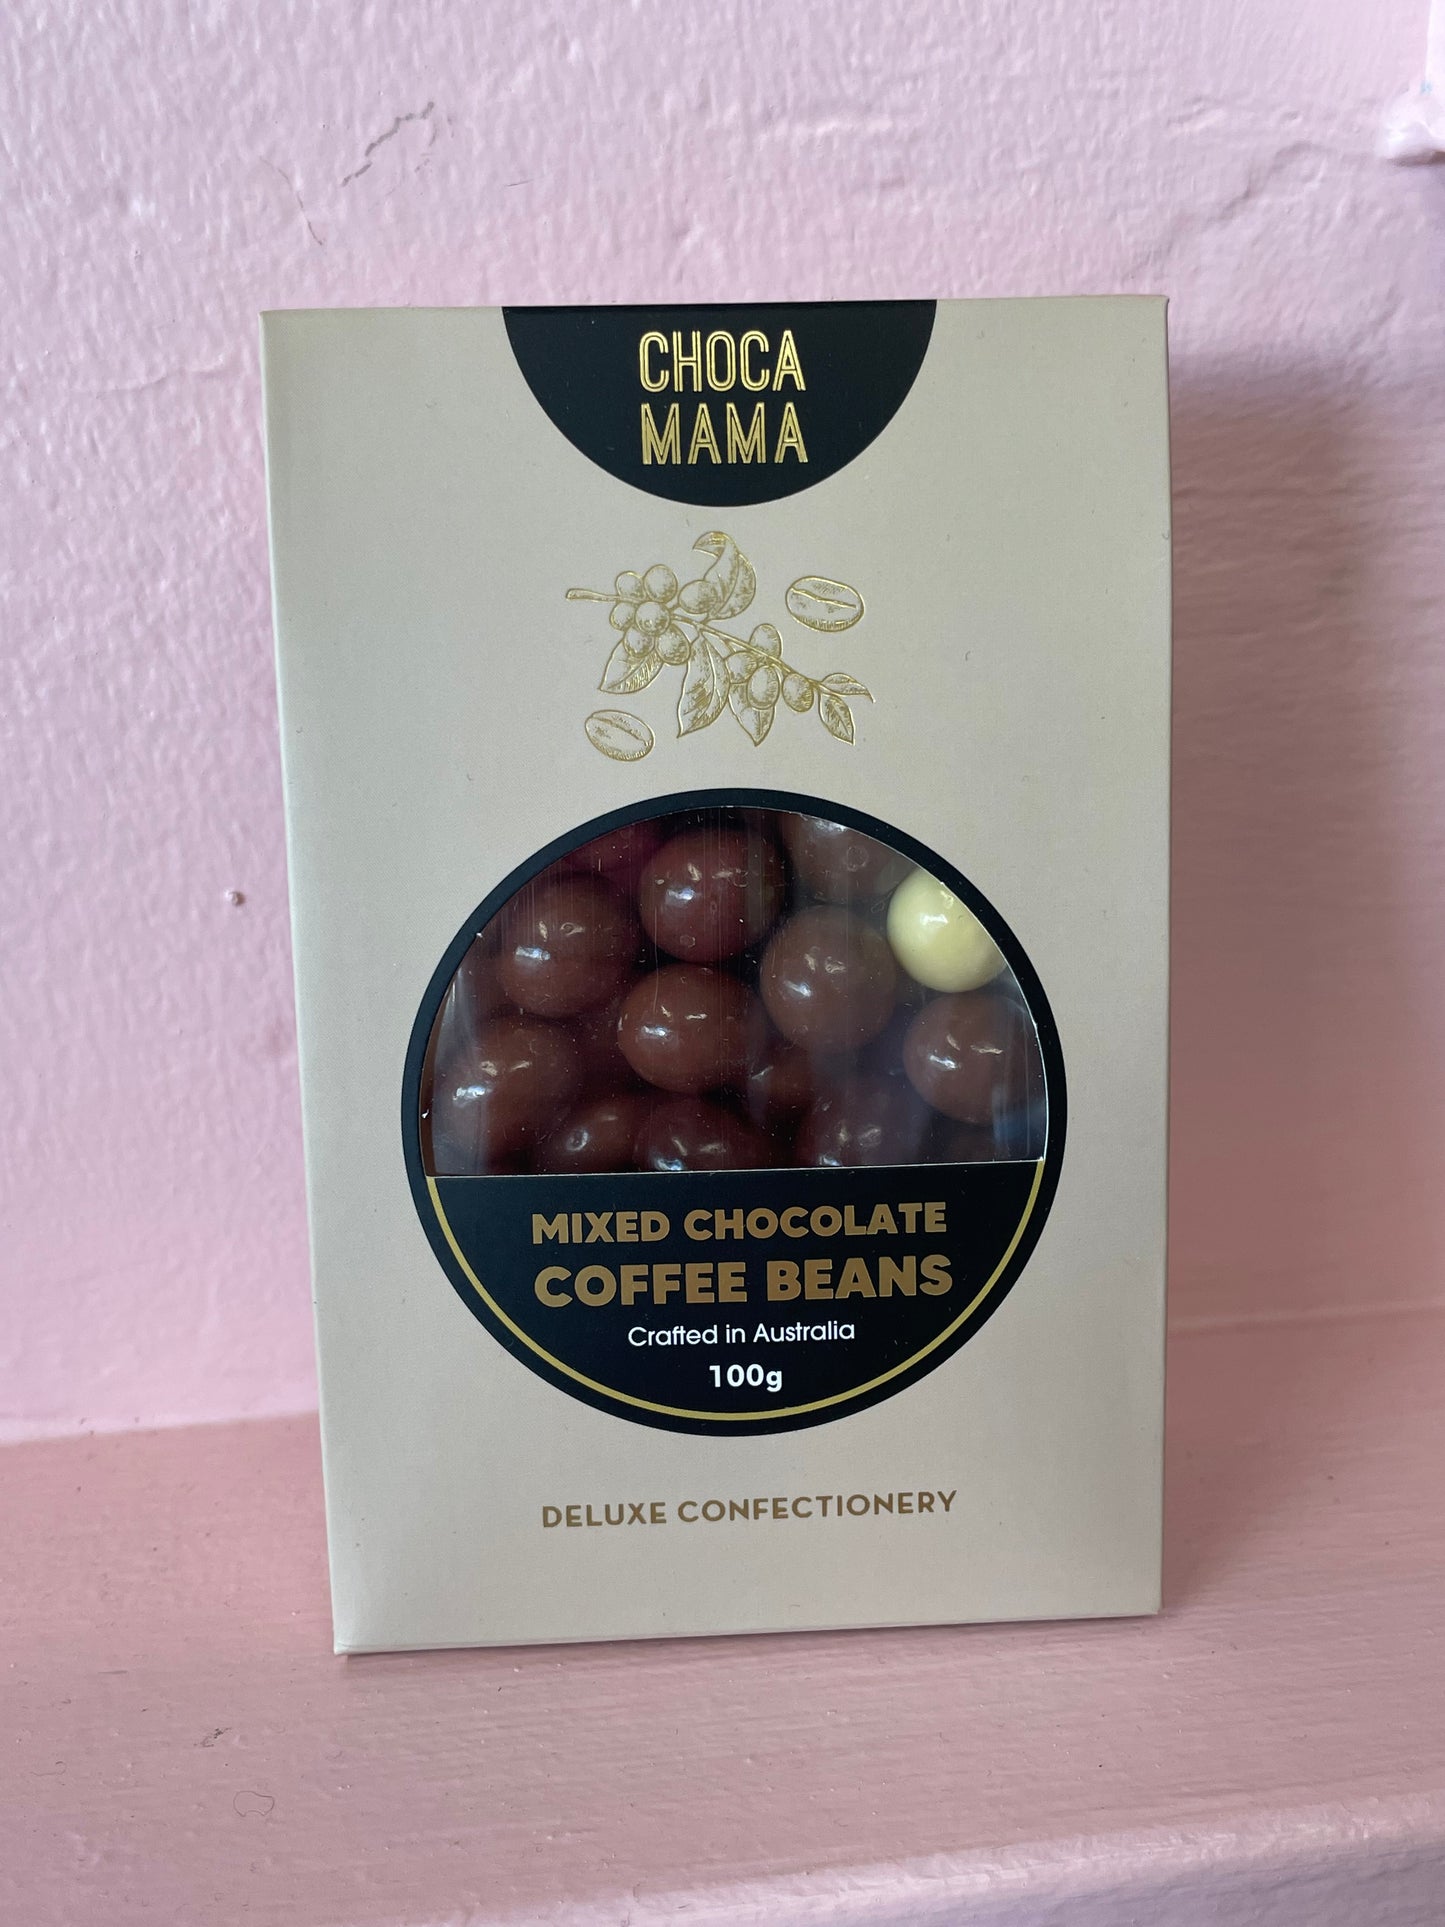 CHOCA
MAMA
MIXED CHOCOLATE
COFFEE BEANS
Crafted in Australia
100g
DELUXE CONFECTIONERY